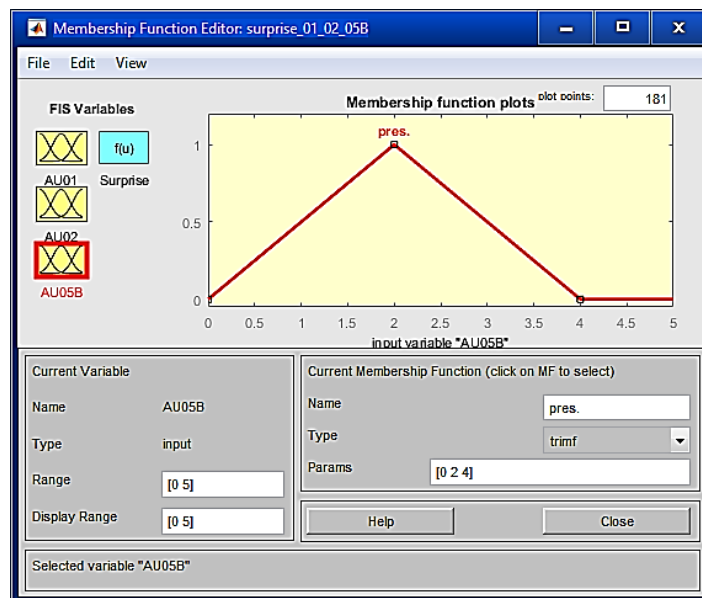 Membership Function Editor: surprise_01_02_05B
File Edit View
FIS Variables
f(u)
AU01 Surprise
AU02
AU05B
Membership function plots plot points: 181
pres.
1
0.5
0
0 0.5 1 1.5 2 2.5 3 3.5 4 4.5 5
input variable "AU05B"
Current Variable
Name AU05B
Type input
Range [0 5]
Display Range [0 5]
Current Membership Function (click on MF to select)
Name pres.
Type trimf
Params [0 2 4]
Help Close
Selected variable "AU05B"